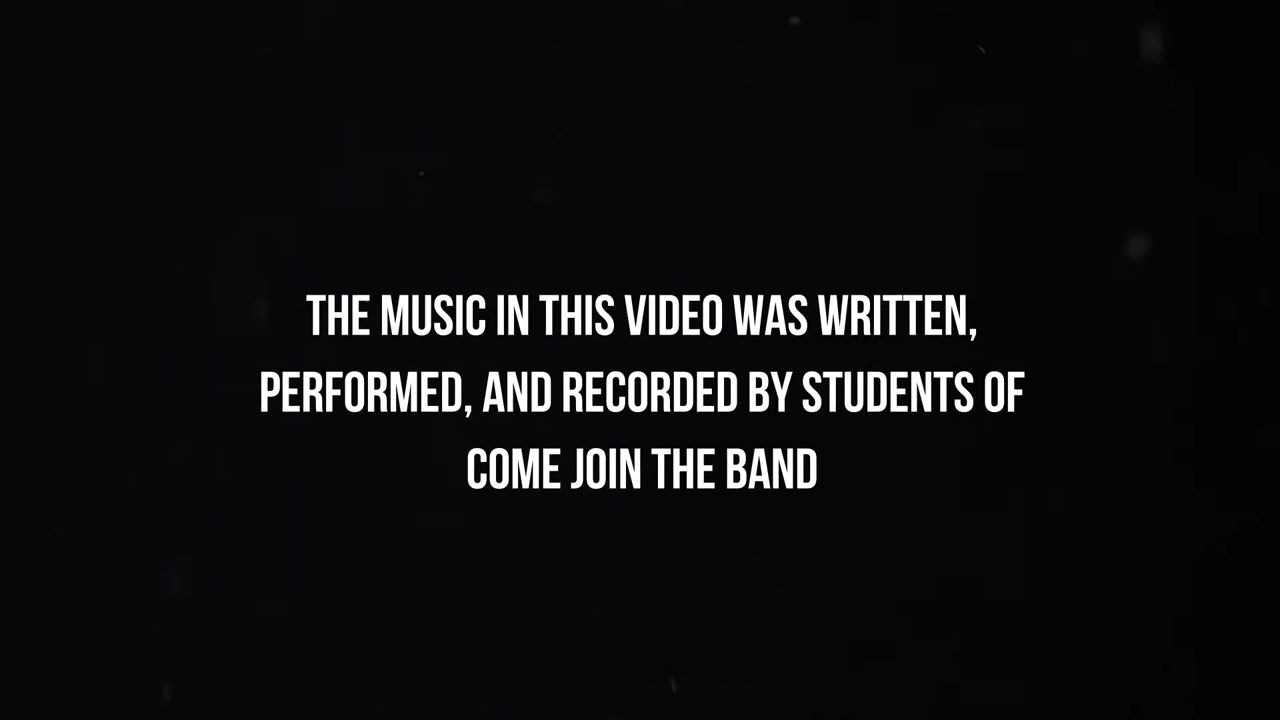 THE MUSIC IN THIS VIDEO WAS WRITTEN,
PERFORMED, AND RECORDED BY STUDENTS OF
COME JOIN THE BAND